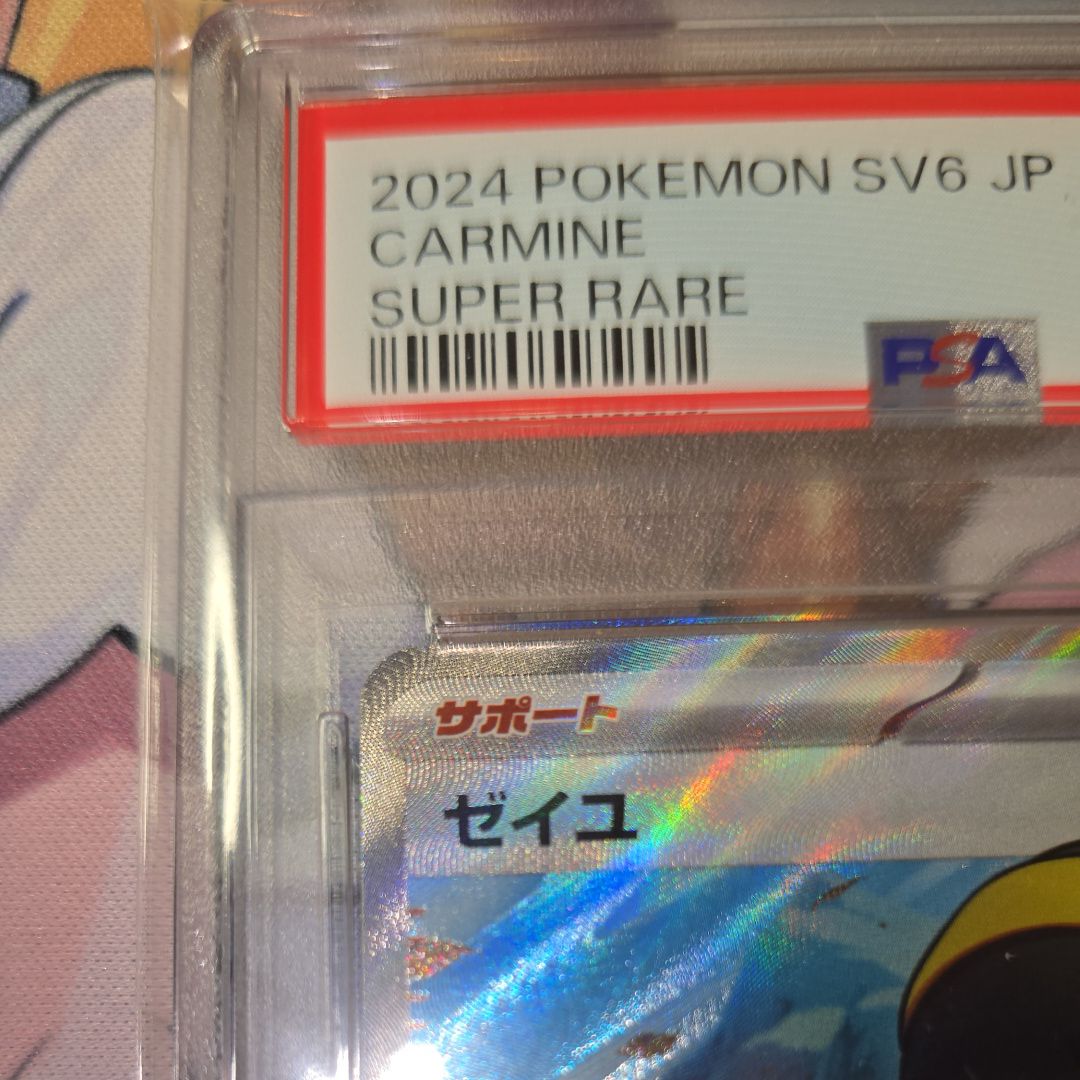 2024 POKEMON SV6 JP
CARMINE
SUPER RARE
PSA
サポート
ゼイユ